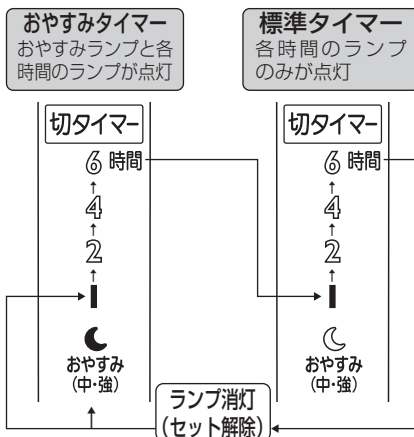 おやすみタイマー
おやすみランプと各
時間のランプが点灯
切タイマー
6 時間
4
2
1
おやすみ
(中・強)
標準タイマー
各時間のランプ
のみが点灯
切タイマー
6 時間
4
2
1
おやすみ
(中・強)
ランプ消灯
(セット解除)